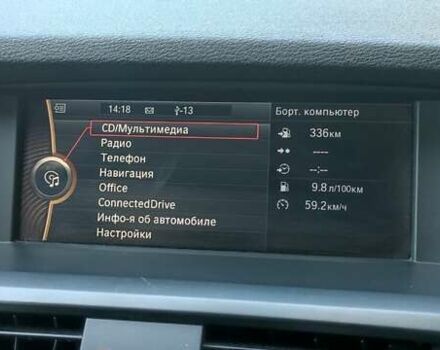 14:18 -13
CD/Мультимедиа
Радио
Телефон
Навигация
Office
ConnectedDrive
Инфо-я об автомобиле
Настройки
Борт. компьютер
336км
----
--:--
9.8л/100км
59.2км/ч